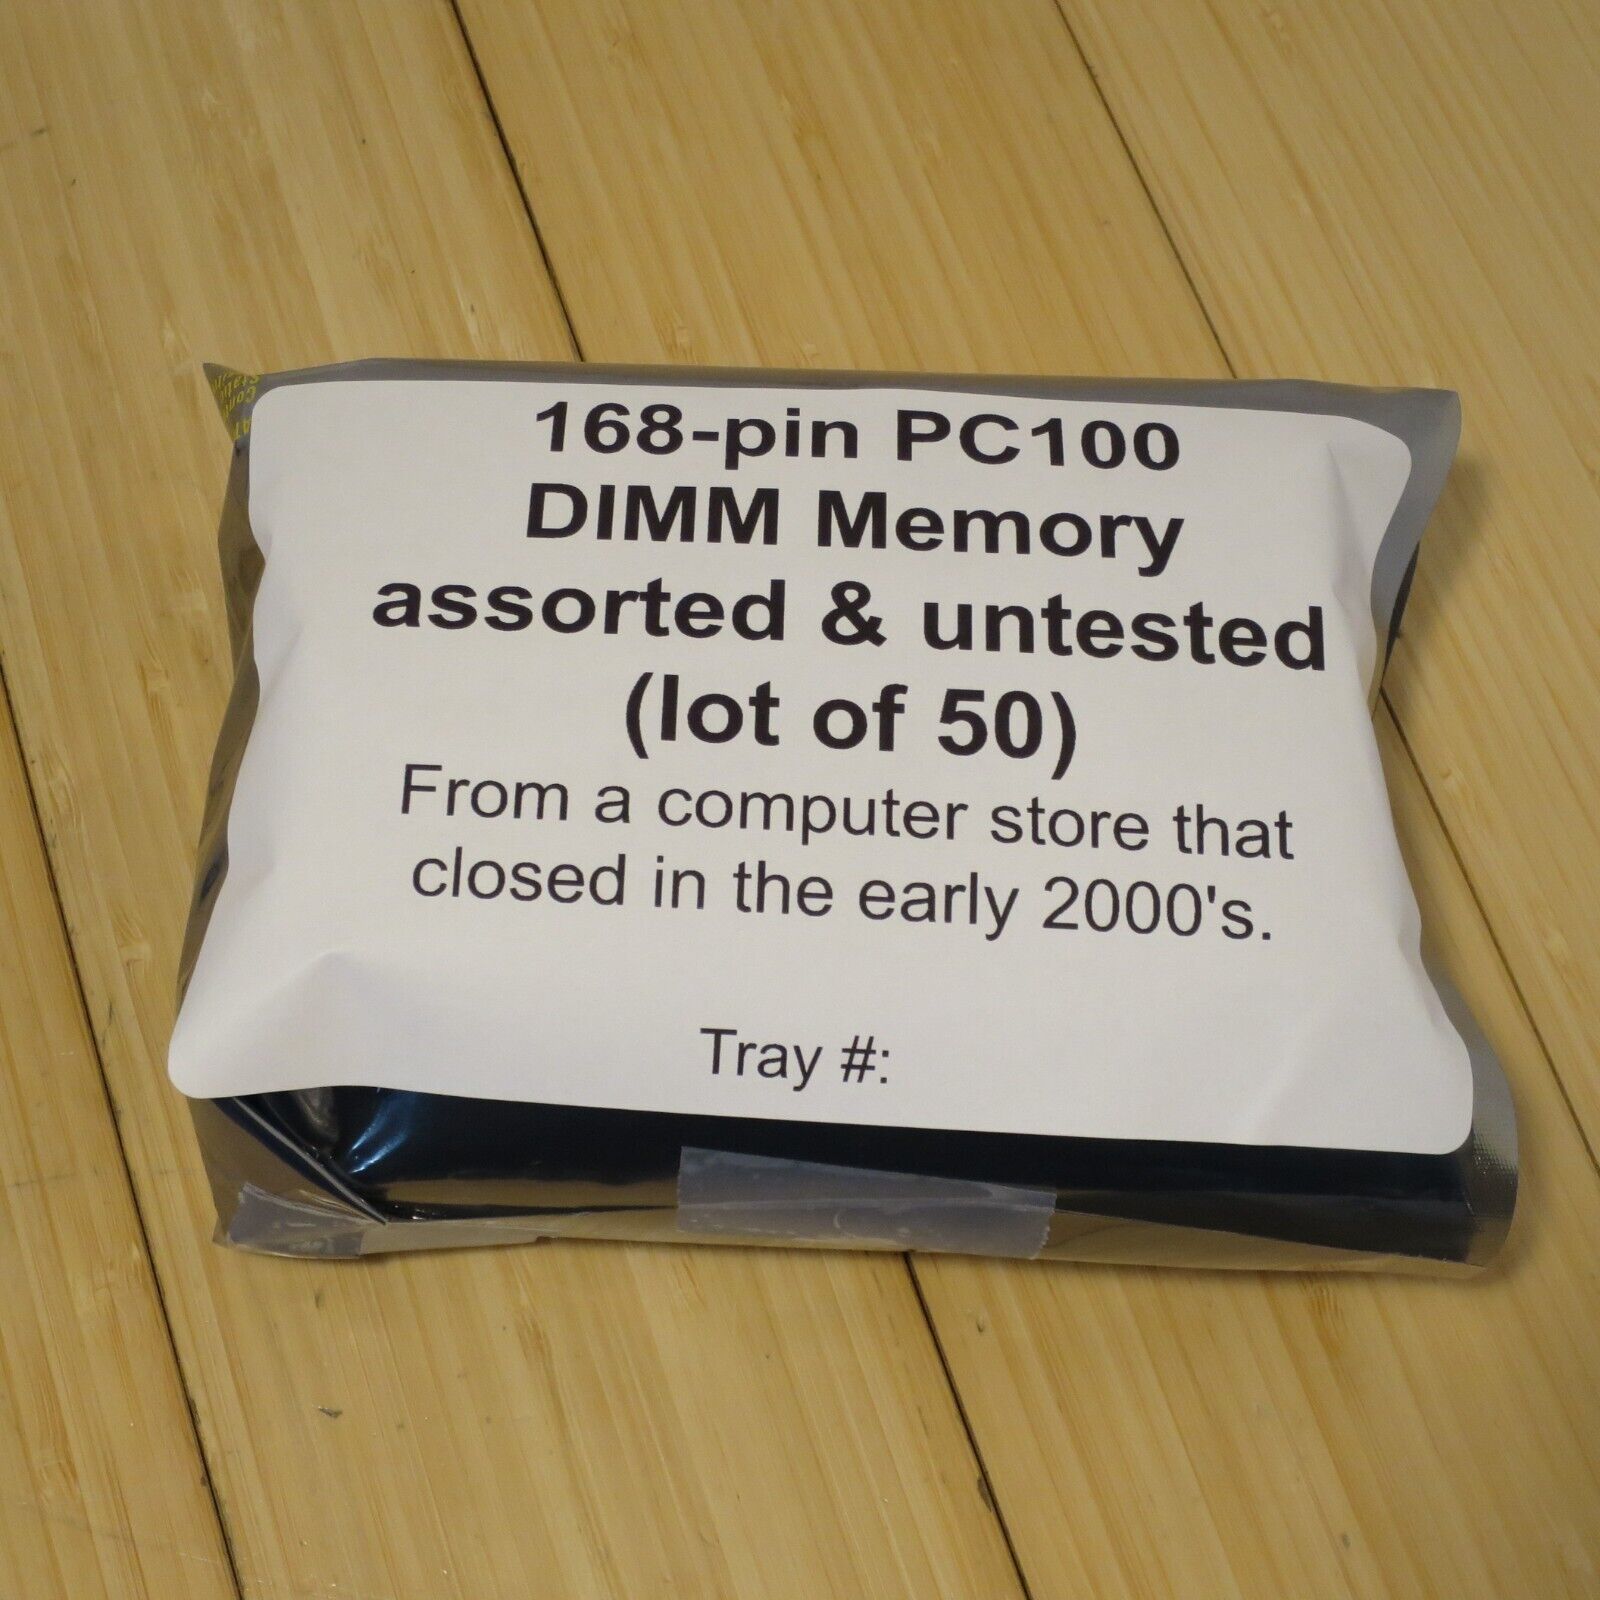 168-pin PC100
DIMM Memory
assorted & untested
(lot of 50)
From a computer store that
closed in the early 2000's.
Tray #: